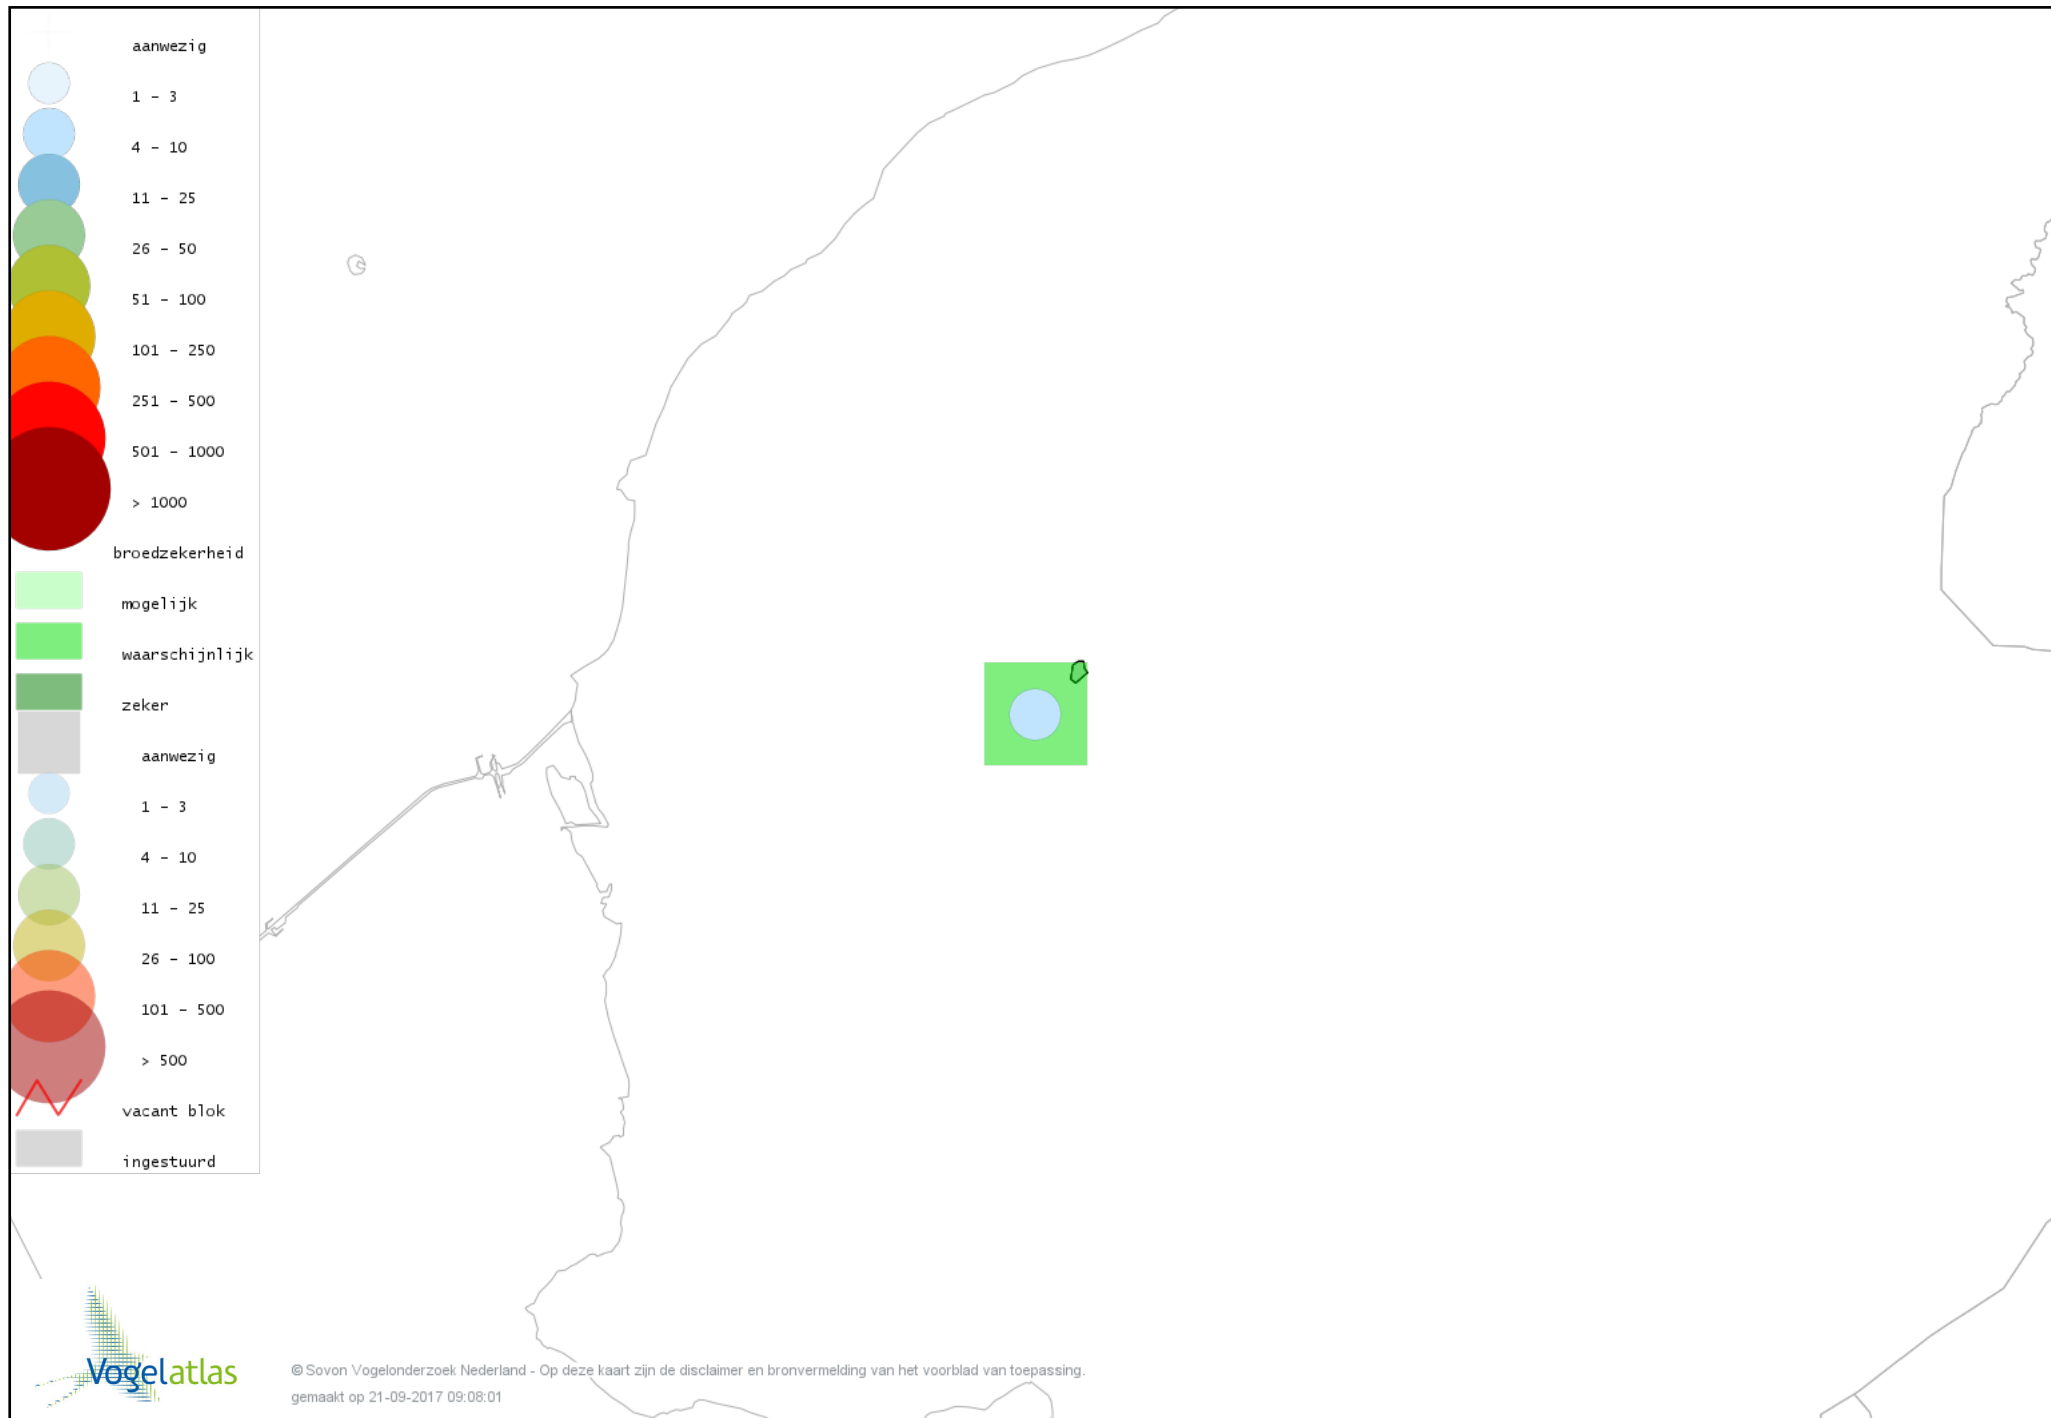 aanwezig
1 - 3
4 - 10
11 - 25
26 - 50
51 - 100
101 - 250
251 - 500
501 - 1000
> 1000
broedzekerheid
mogelijk
waarschijnlijk
zeker
aanwezig
1 - 3
4 - 10
11 - 25
26 - 100
101 - 500
> 500
vacant blok
ingestuurd
Vogelatlas
© Sovon Vogelonderzoek Nederland - Op deze kaart zijn de disclaimer en bronvermelding van het voorblad van toepassing.
gemaakt op 21-09-2017 09:08:01